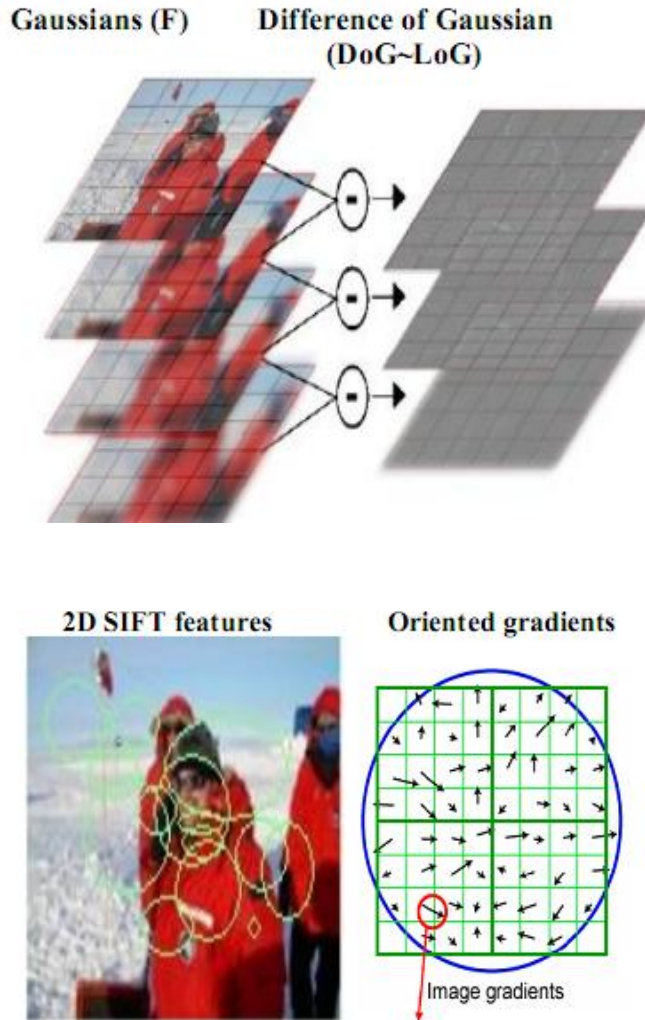 Gaussians (F)
Difference of Gaussian
(DoG~LoG)
-
-
-
2D SIFT features
Oriented gradients
Image gradients